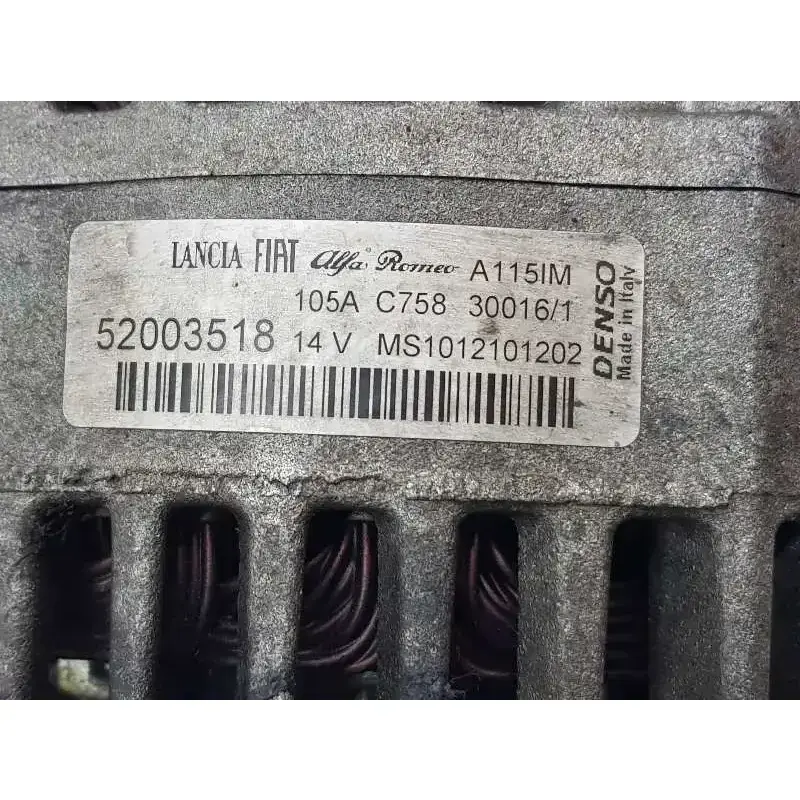 LANCIA FIAT Alfa Romeo A115IM
105A C758 30016/1
52003518 14 V MS1012101202
DENSO
Made in Italy